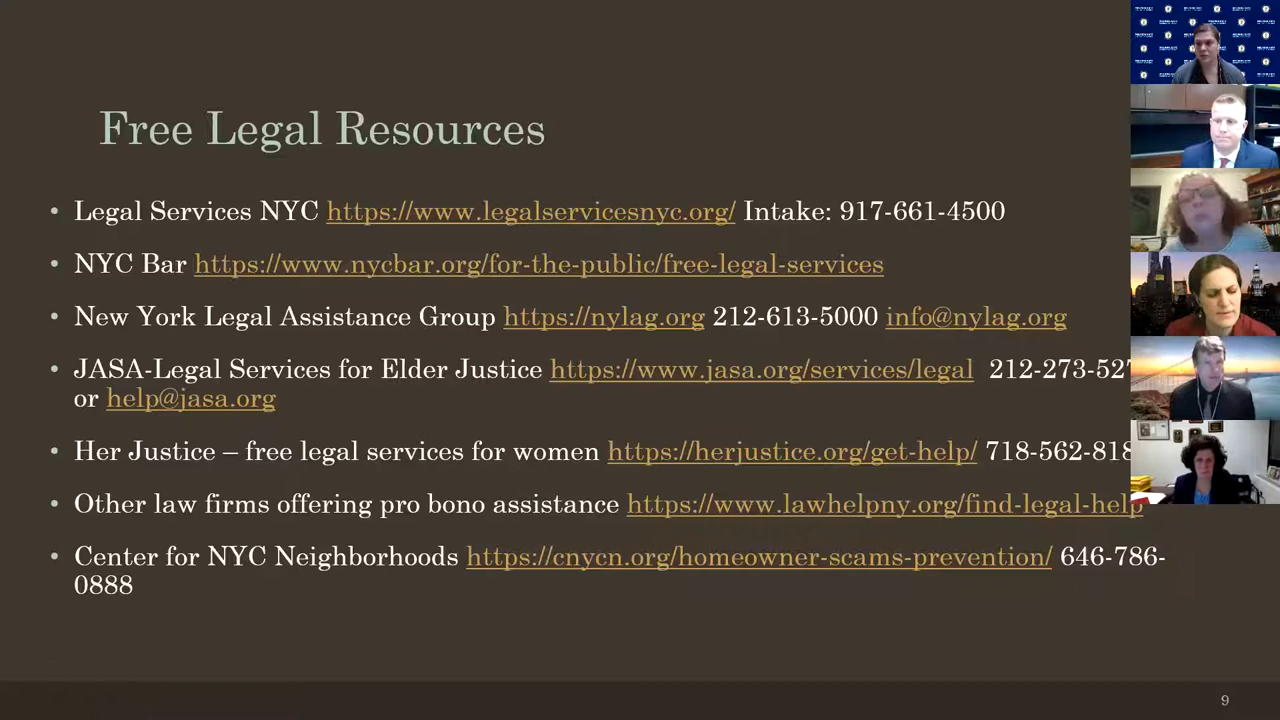 Free Legal Resources
• Legal Services NYC https://www.legalservicesnyc.org/ Intake: 917-661-4500
• NYC Bar https://www.nycbar.org/for-the-public/free-legal-services
• New York Legal Assistance Group https://nylag.org 212-613-5000 info@nylag.org
• JASA-Legal Services for Elder Justice https://www.jasa.org/services/legal 212-273-52
or help@jasa.org
• Her Justice – free legal services for women https://herjustice.org/get-help/ 718-562-818
• Other law firms offering pro bono assistance https://www.lawhelpny.org/find-legal-help
• Center for NYC Neighborhoods https://cnycn.org/homeowner-scams-prevention/ 646-786-
0888
9